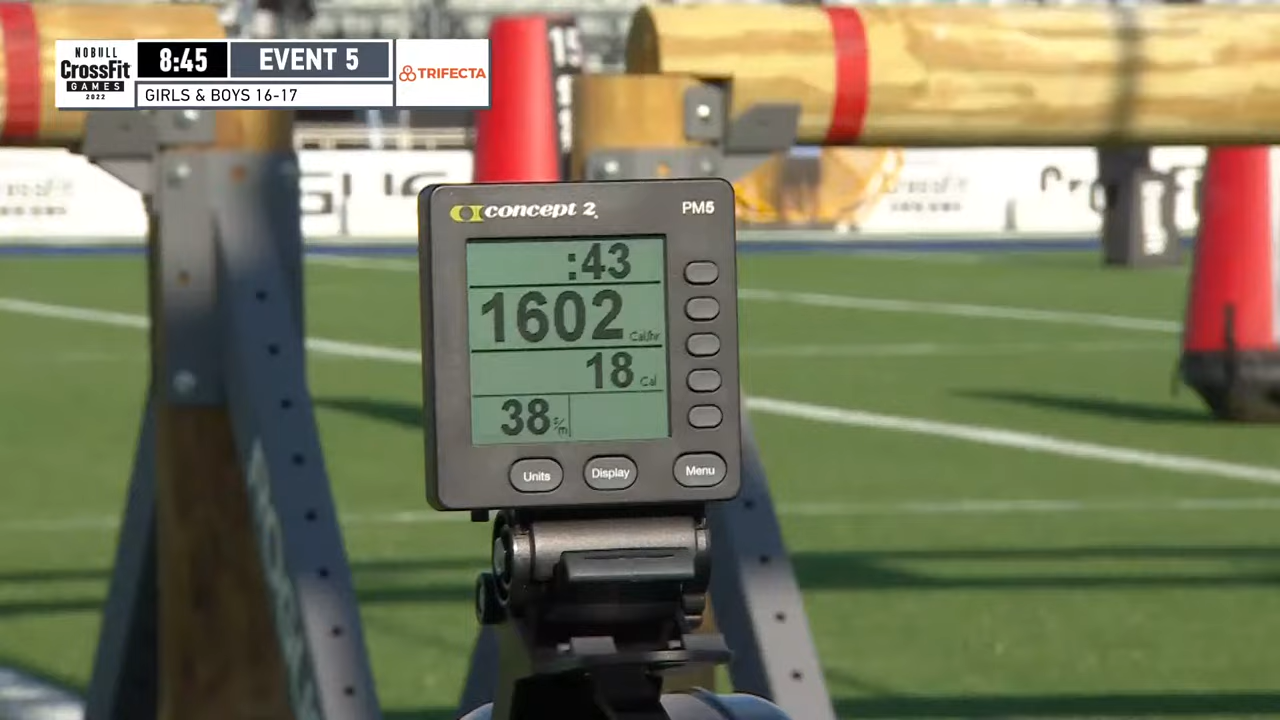 NOBULL
CrossFit
GAMES
2022
8:45
EVENT 5
TRIFECTA
GIRLS & BOYS 16-17
15
concept 2
PM5
:43
1602 Cal/hr
18 Cal
38 s/m
Units
Display
Menu